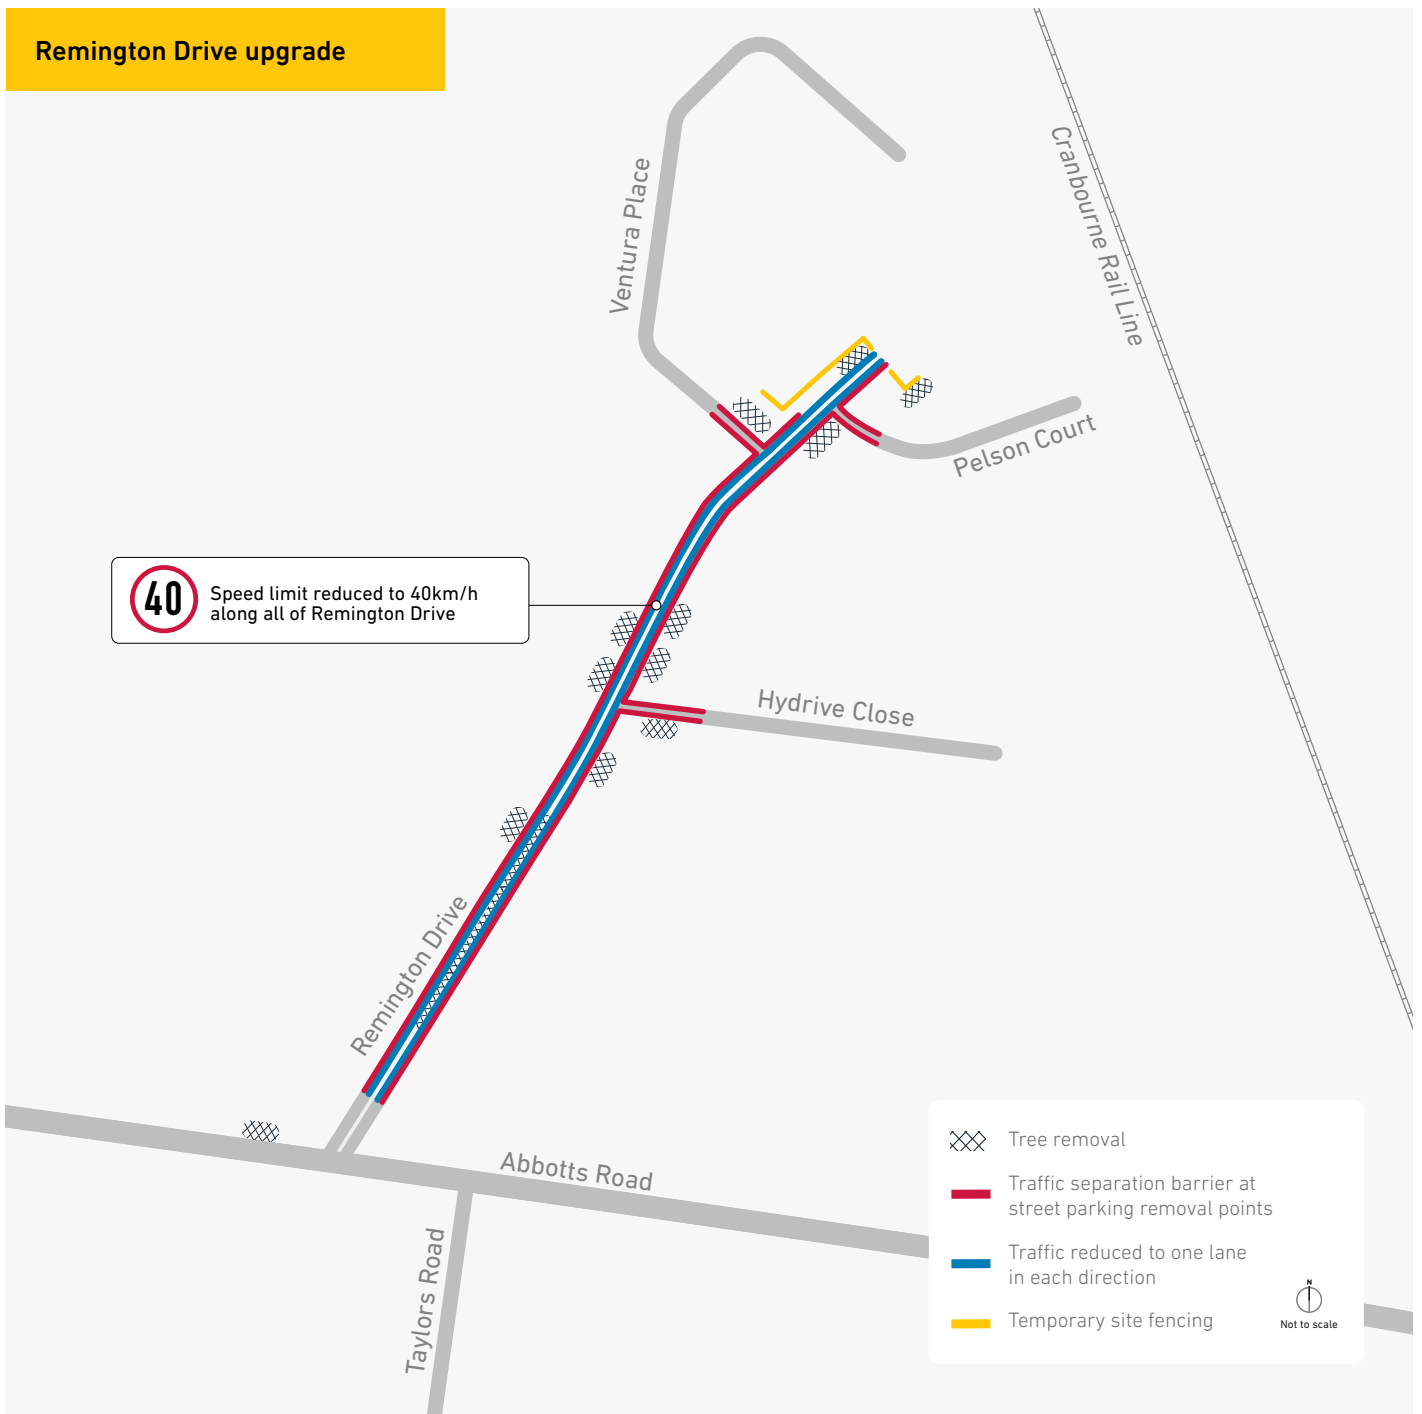 Remington Drive upgrade
Cranbourne Rail Line
Ventura Place
Pelson Court
40
Speed limit reduced to 40km/h
along all of Remington Drive
Hydrive Close
Remington Drive
Abbotts Road
Taylors Road
Tree removal
Traffic separation barrier at
street parking removal points
Traffic reduced to one lane
in each direction
Temporary site fencing
N
Not to scale